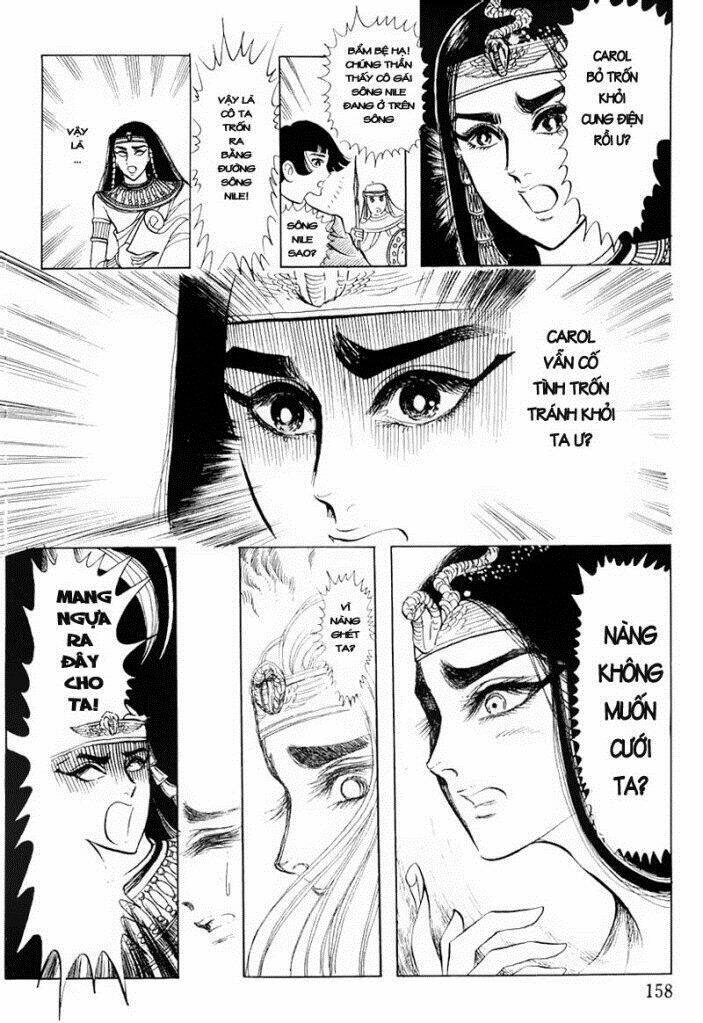 CAROL
BỎ TRỐN
KHỎI
CUNG ĐIỆN
RỒI Ư?
BẨM BỆ HẠ!
CHÚNG THẦN
THẤY CÔ GÁI
SÔNG NILE
ĐANG Ở TRÊN
SÔNG
SÔNG
NILE
SAO?
VẬY LÀ
CÔ TA
TRỐN
RA
BẰNG
ĐƯỜNG
SÔNG
NILE!
VẬY
LÀ
...
CAROL
VẪN CỐ
TÌNH TRỐN
TRÁNH KHỎI
TA Ư?
NÀNG
KHÔNG
MUỐN
CƯỚI
TA?
VÌ
NÁNG
GHÉT
TA?
MANG
NGỰA
RA
ĐÂY
CHO
TA!
158